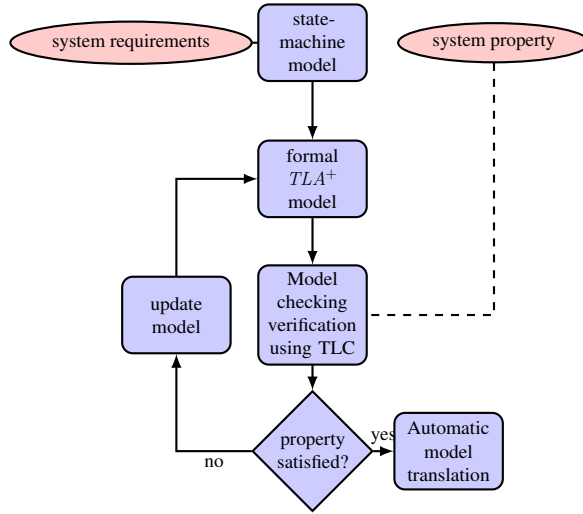 system requirements
state-
machine
model
system property
formal
TLA+
model
Model
checking
verification
using TLC
update
model
property
satisfied?
yes
no
Automatic
model
translation